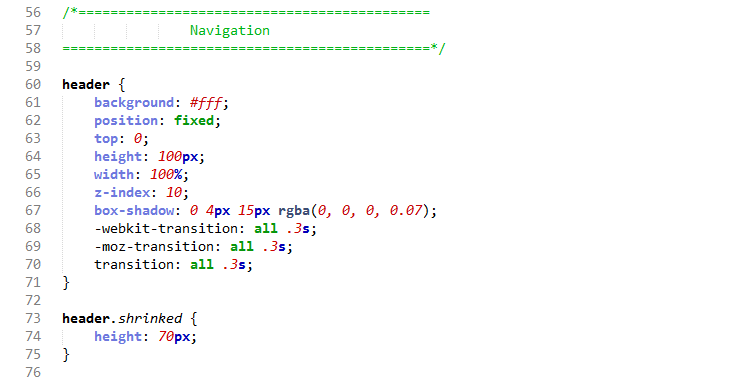 56 /*============================================
57 Navigation
58 ==============================================*/
59
60 header {
61 background: #fff;
62 position: fixed;
63 top: 0;
64 height: 100px;
65 width: 100%;
66 z-index: 10;
67 box-shadow: 0 4px 15px rgba(0, 0, 0, 0.07);
68 -webkit-transition: all .3s;
69 -moz-transition: all .3s;
70 transition: all .3s;
71 }
72
73 header.shrinked {
74 height: 70px;
75 }
76